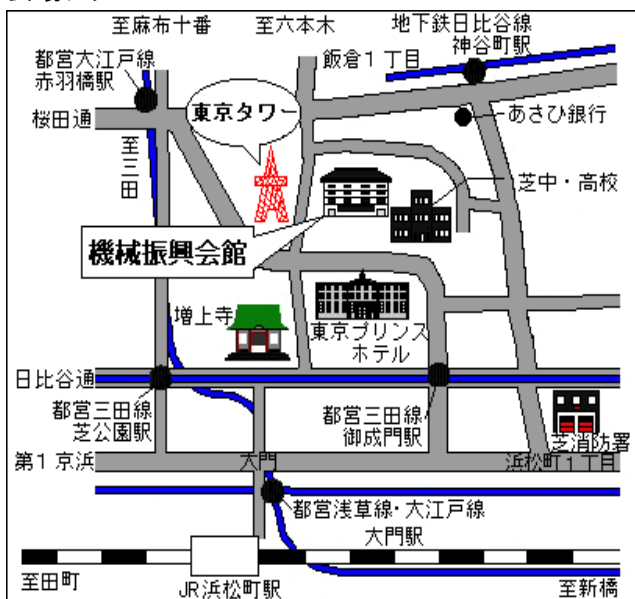 至麻布十番
至六本木
地下鉄日比谷線
神谷町駅
都営大江戸線
赤羽橋駅
飯倉1丁目
桜田通
東京タワー
あさひ銀行
至三田
芝中・高校
機械振興会館
増上寺
東京プリンス
ホテル
日比谷通
都営三田線
芝公園駅
都営三田線
御成門駅
芝消防署
第1京浜
大門
浜松町1丁目
都営浅草線・大江戸線
大門駅
至田町
JR浜松町駅
至新橋